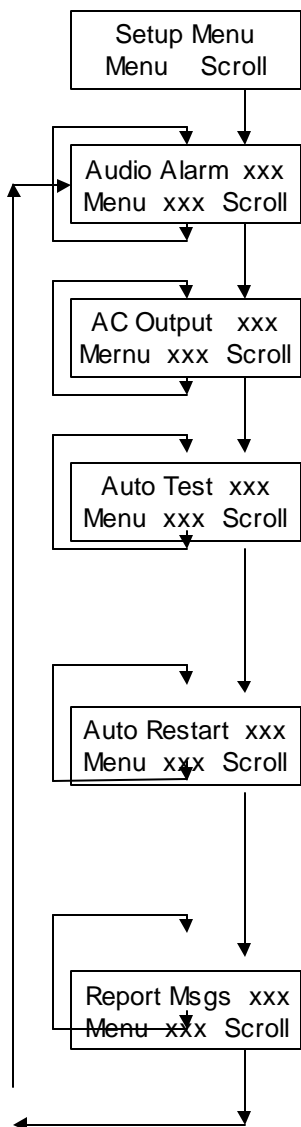 Setup Menu
Menu Scroll
Audio Alarm xxx
Menu xxx Scroll
AC Output xxx
Mernu xxx Scroll
Auto Test xxx
Menu xxx Scroll
Auto Restart xxx
Menu xxx Scroll
Report Msgs xxx
Menu xxx Scroll